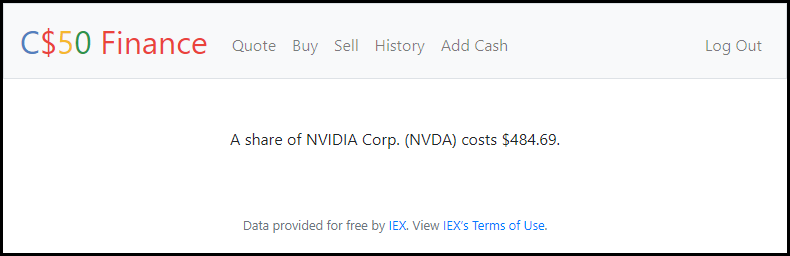 C$50 Finance Quote Buy Sell History Add Cash Log Out
A share of NVIDIA Corp. (NVDA) costs $484.69.
Data provided for free by IEX. View IEX's Terms of Use.